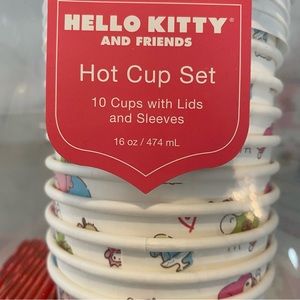 HELLO KITTY®
AND FRIENDS
Hot Cup Set
10 Cups with Lids
and Sleeves
16 oz / 474 mL